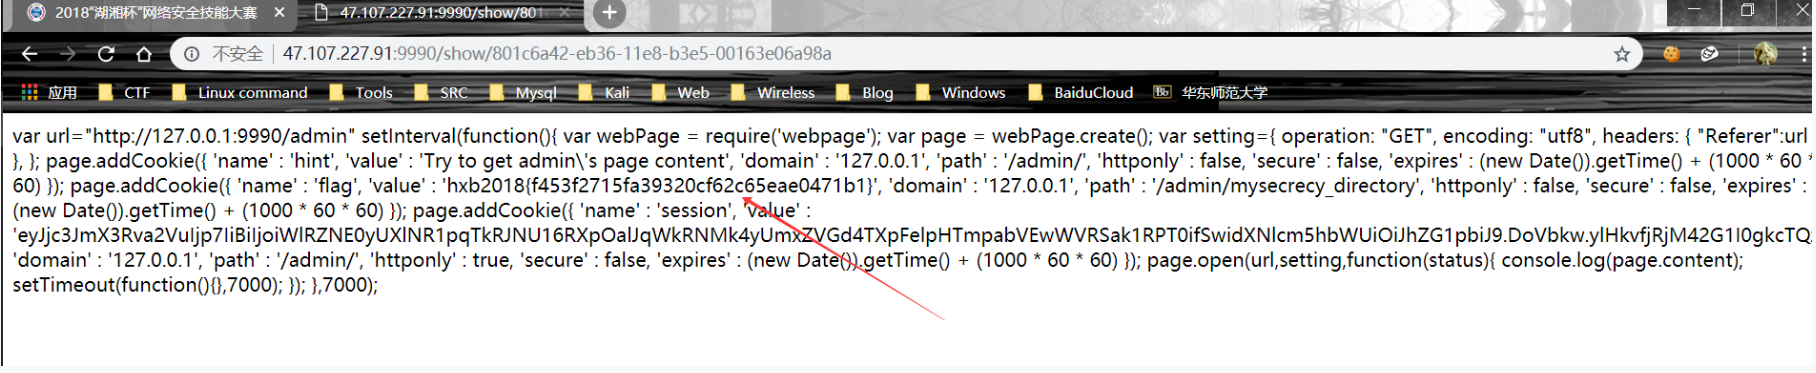 2018“湖湘杯”网络安全技能大赛
47.107.227.91:9990/show/801
不安全 47.107.227.91:9990/show/801c6a42-eb36-11e8-b3e5-00163e06a98a
应用 CTF Linux command Tools SRC Mysql Kali Web Wireless Blog Windows BaiduCloud Bb 华东师范大学
var url="http://127.0.0.1:9990/admin" setInterval(function(){ var webPage = require('webpage'); var page = webPage.create(); var setting={ operation: "GET", encoding: "utf8", headers: { "Referer":url
}, }; page.addCookie({ 'name' : 'hint', 'value' : 'Try to get admin\'s page content', 'domain' : '127.0.0.1', 'path' : '/admin/', 'httponly' : false, 'secure' : false, 'expires' : (new Date()).getTime() + (1000 * 60 *
60) }); page.addCookie({ 'name' : 'flag', 'value' : 'hxb2018{f453f2715fa39320cf62c65eae0471b1}', 'domain' : '127.0.0.1', 'path' : '/admin/mysecrecy_directory', 'httponly' : false, 'secure' : false, 'expires' :
(new Date()).getTime() + (1000 * 60 * 60) }); page.addCookie({ 'name' : 'session', 'value' :
'domain' : '127.0.0.1', 'path' : '/admin/', 'httponly' : true, 'secure' : false, 'expires' : (new Date()).getTime() + (1000 * 60 * 60) }); page.open(url,setting,function(status){ console.log(page.content);
setTimeout(function(){},7000); }); },7000);